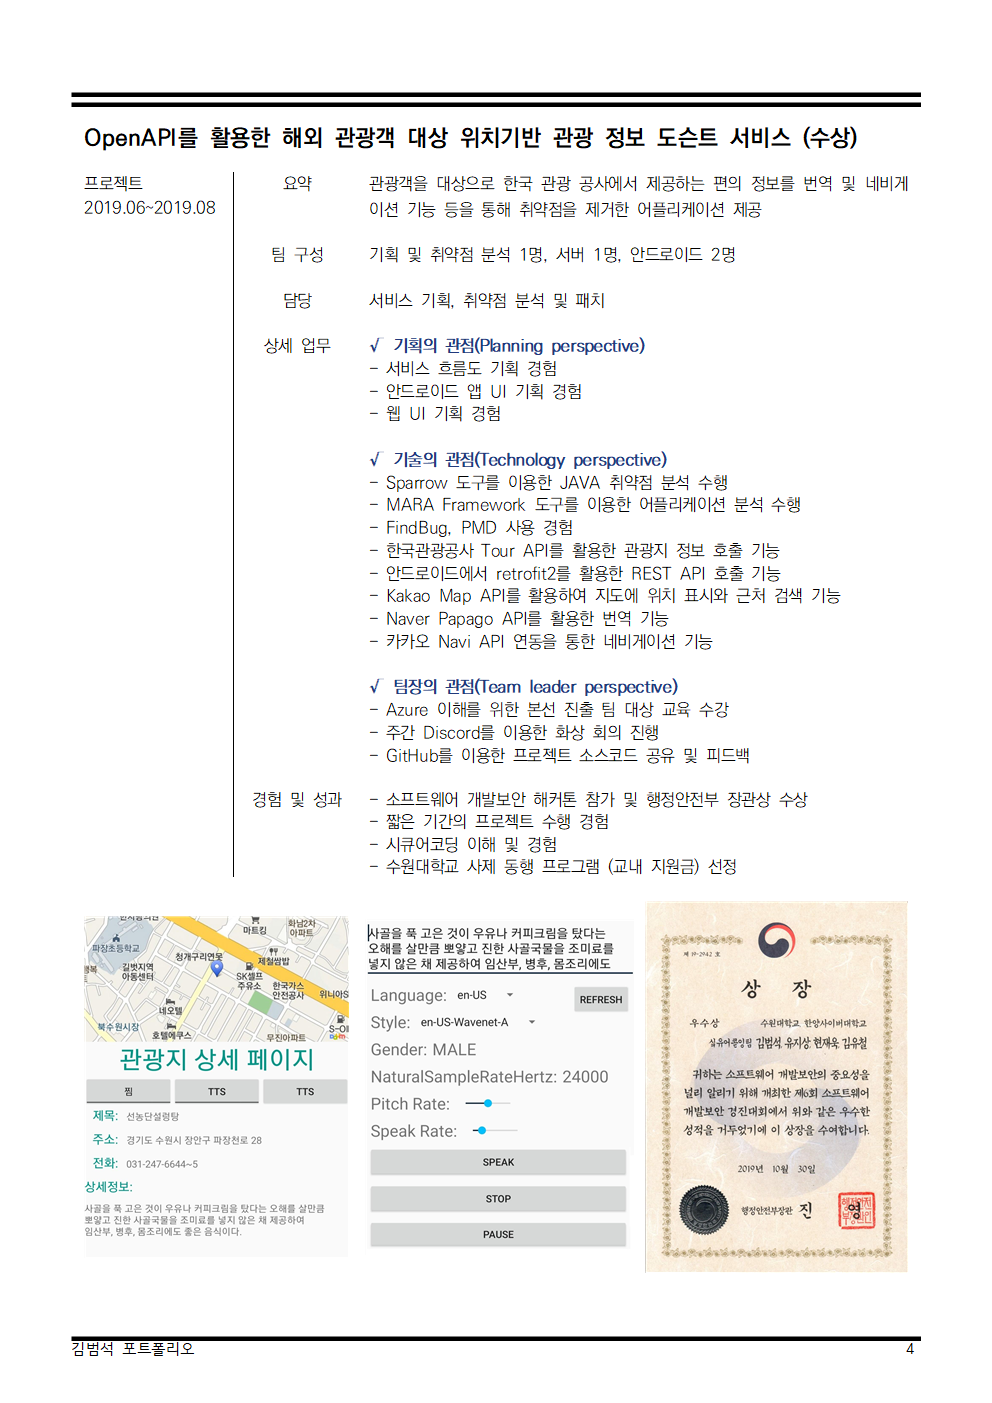 OpenAPI를 활용한 해외 관광객 대상 위치기반 관광 정보 도슨트 서비스 (수상)
프로젝트
2019.06~2019.08
요약
관광객을 대상으로 한국 관광 공사에서 제공하는 편의 정보를 번역 및 네비게
이션 기능 등을 통해 취약점을 제거한 어플리케이션 제공
팀 구성
기획 및 취약점 분석 1명, 서버 1명, 안드로이드 2명
담당
서비스 기획, 취약점 분석 및 패치
상세 업무
√ 기획의 관점(Planning perspective)
- 서비스 흐름도 기획 경험
- 안드로이드 앱 UI 기획 경험
- 웹 UI 기획 경험
√ 기술의 관점(Technology perspective)
- Sparrow 도구를 이용한 JAVA 취약점 분석 수행
- MARA Framework 도구를 이용한 어플리케이션 분석 수행
- FindBug, PMD 사용 경험
- 한국관광공사 Tour API를 활용한 관광지 정보 호출 기능
- 안드로이드에서 retrofit2를 활용한 REST API 호출 기능
- Kakao Map API를 활용하여 지도에 위치 표시와 근처 검색 기능
- Naver Papago API를 활용한 번역 기능
- 카카오 Navi API 연동을 통한 네비게이션 기능
√ 팀장의 관점(Team leader perspective)
- Azure 이해를 위한 본선 진출 팀 대상 교육 수강
- 주간 Discord를 이용한 화상 회의 진행
- GitHub를 이용한 프로젝트 소스코드 공유 및 피드백
경험 및 성과
- 소프트웨어 개발보안 해커톤 참가 및 행정안전부 장관상 수상
- 짧은 기간의 프로젝트 수행 경험
- 시큐어코딩 이해 및 경험
- 수원대학교 사제 동행 프로그램 (교내 지원금) 선정
마트킹
화남2차
아파트
파장초등학교
청개구리연못
제철쌈밥
길벗지역
아동센터
SK셀프
주유소
한국가스
안전공사
위니아
네오텔
북수원시장
호텔에쿠스
무진아파트
S-OI
관광지 상세 페이지
찜
TTS
TTS
제목: 선농단설렁탕
주소: 경기도 수원시 장안구 파장천로 28
전화: 031-247-6644~5
상세정보:
사골을 푹 고은 것이 우유나 커피크림을 탔다는 오해를 살만큼
뽀얗고 진한 사골국물을 조미료를 넣지 않은 채 제공하여
임산부, 병후, 몸조리에도 좋은 음식이다.
사골을 푹 고은 것이 우유나 커피크림을 탔다는
오해를 살만큼 뽀얗고 진한 사골국물을 조미료를
넣지 않은 채 제공하여 임산부, 병후, 몸조리에도
Language: en-US
REFRESH
Style: en-US-Wavenet-A
Gender: MALE
NaturalSampleRateHertz: 24000
Pitch Rate:
Speak Rate:
SPEAK
STOP
PAUSE
제 19-2942 호
상 장
우수상
수원대학교 한양사이버대학교
십유어콩잎팀 김범석 유지상 현재욱 김유철
귀하는 소프트웨어 개발보안의 중요성을
널리 알리기 위해 개최한 제6회 소프트웨어
개발보안 경진대회에서 위와 같은 우수한
성적을 거두었기에 이 상장을 수여합니다.
2019년 10월 30일
행정안전부장관 진 영
김범석 포트폴리오
4